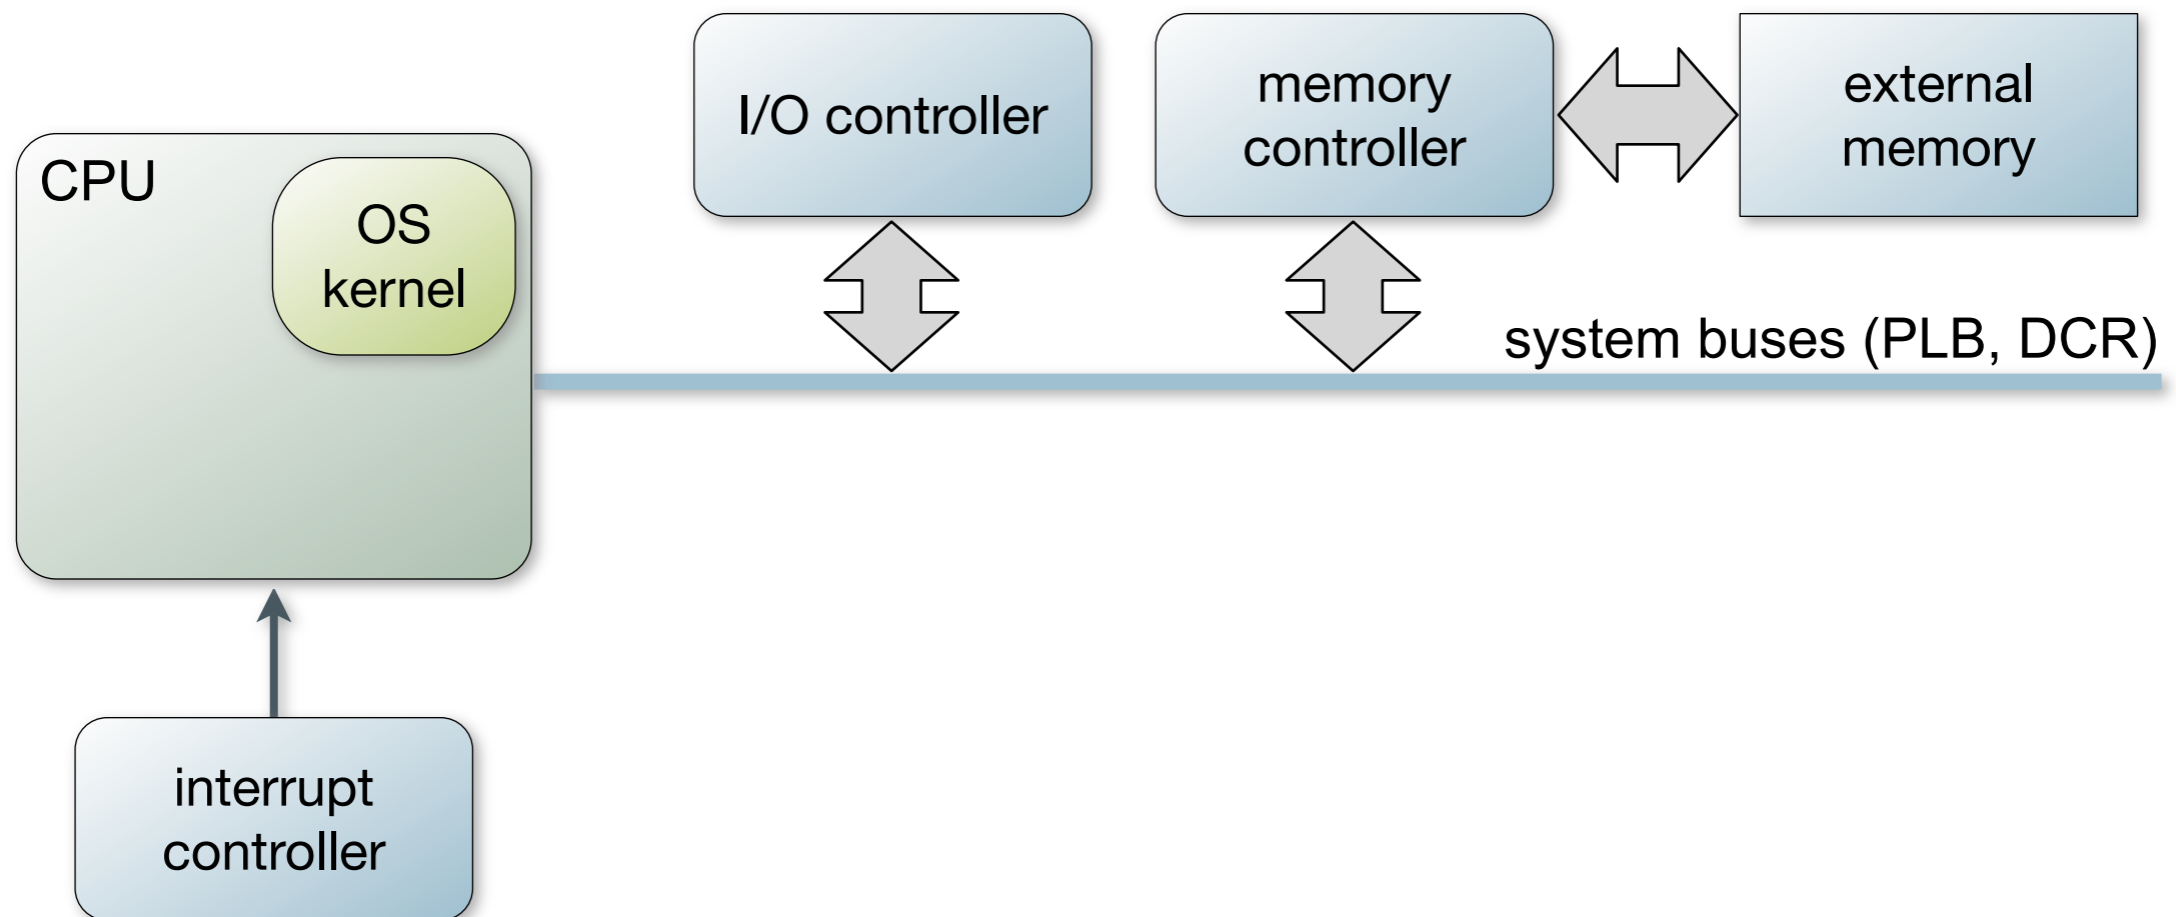 CPU
OS
kernel
I/O controller
memory
controller
external
memory
system buses (PLB, DCR)
interrupt
controller